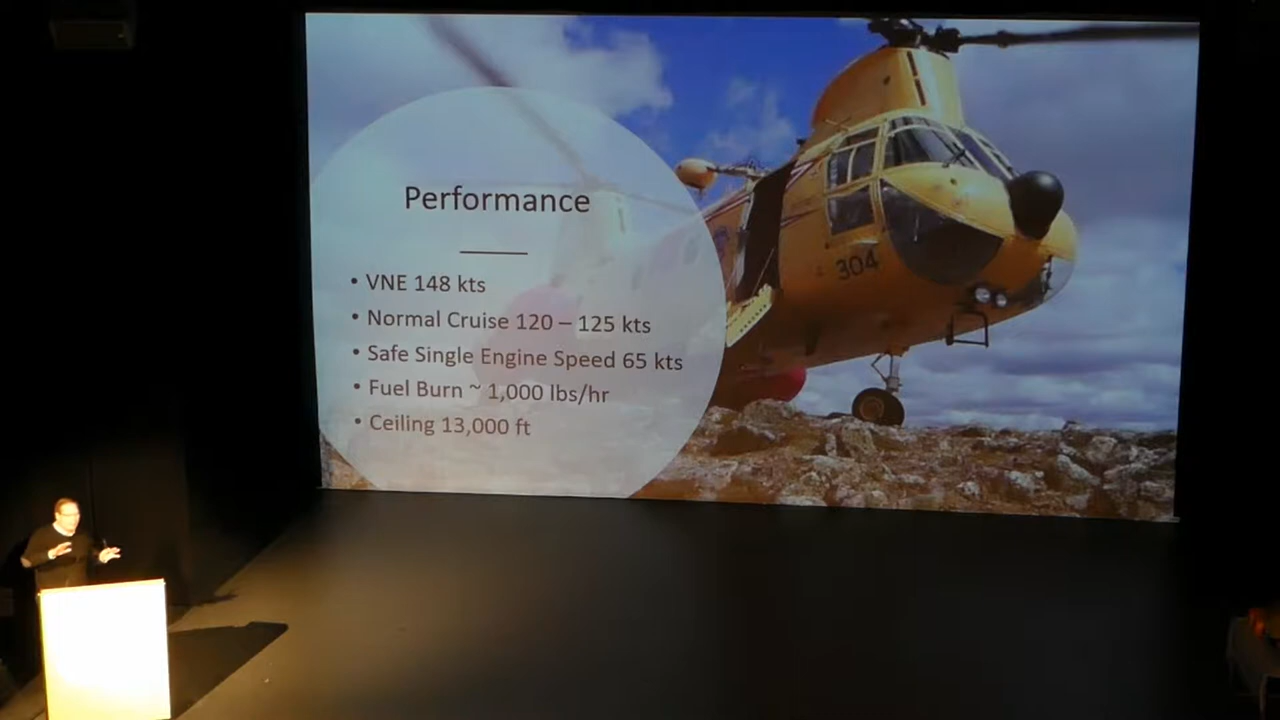 Performance
• VNE 148 kts
• Normal Cruise 120 – 125 kts
• Safe Single Engine Speed 65 kts
• Fuel Burn ~ 1,000 lbs/hr
• Ceiling 13,000 ft
304